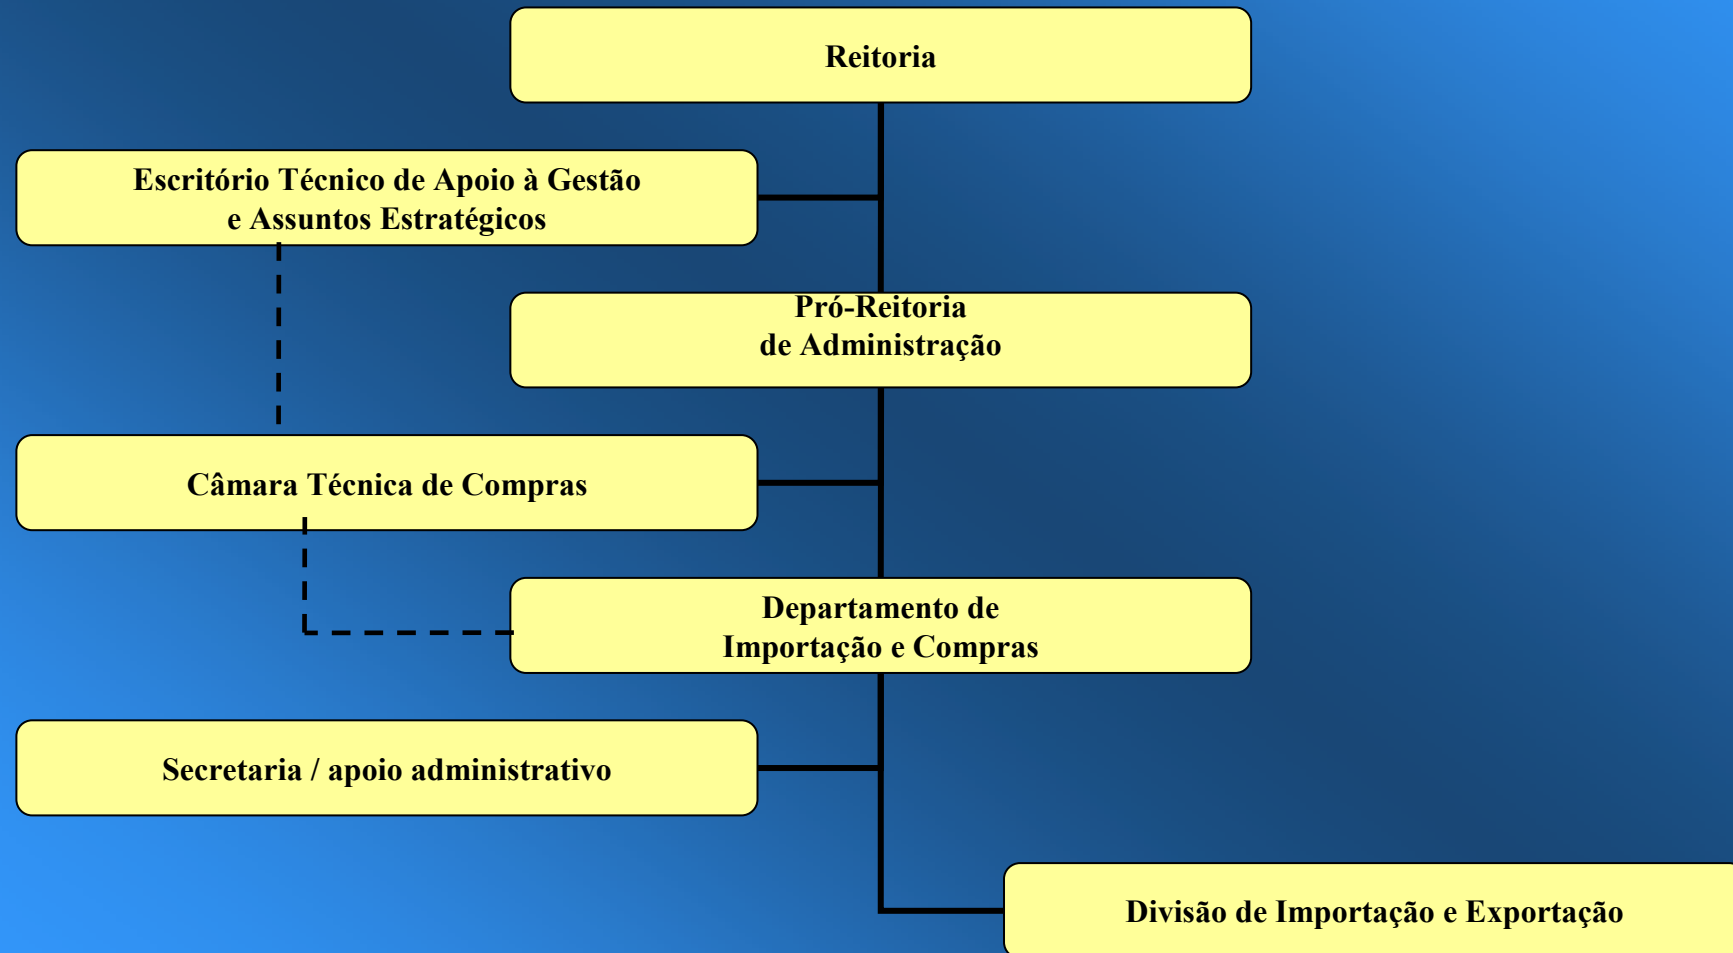 Reitoria
Escritório Técnico de Apoio à Gestão
e Assuntos Estratégicos
Pró-Reitoria
de Administração
Câmara Técnica de Compras
Departamento de
Importação e Compras
Secretaria / apoio administrativo
Divisão de Importação e Exportação